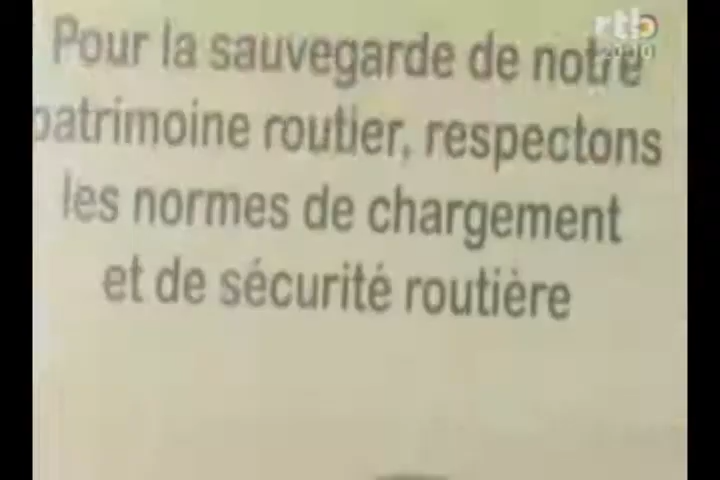 rtb
Pour la sauvegarde de notre
patrimoine routier, respectons
les normes de chargement
et de sécurité routière